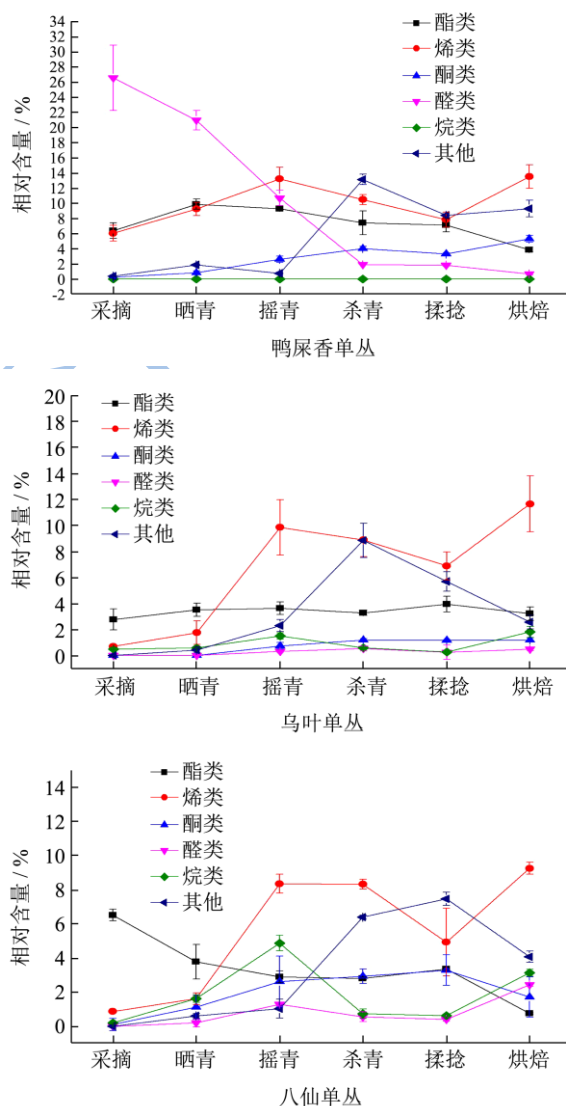 34
32
30
28
26
24
22
20
18
16
14
12
10
8
6
4
2
0
-2
相对含量 / %
酯类
烯类
酮类
醛类
烷类
其他
采摘 晒青 摇青 杀青 揉捻 烘焙
鸭屎香单丛
20
18
16
14
12
10
8
6
4
2
0
相对含量 / %
酯类
烯类
酮类
醛类
烷类
其他
采摘 晒青 摇青 杀青 揉捻 烘焙
乌叶单丛
14
12
10
8
6
4
2
0
相对含量 / %
酯类
烯类
酮类
醛类
烷类
其他
采摘 晒青 摇青 杀青 揉捻 烘焙
八仙单丛